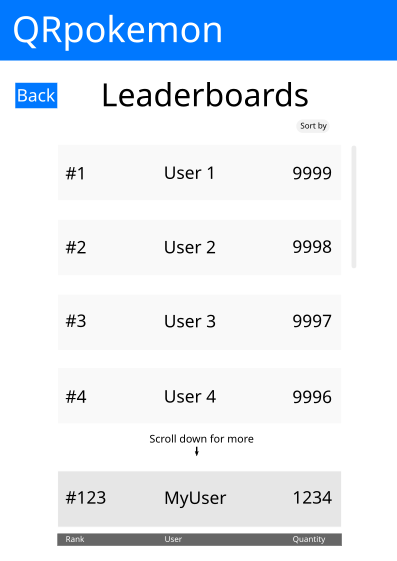 QRpokemon
Back
Leaderboards
Sort by
#1 User 1 9999
#2 User 2 9998
#3 User 3 9997
#4 User 4 9996
Scroll down for more
#123 MyUser 1234
Rank User Quantity